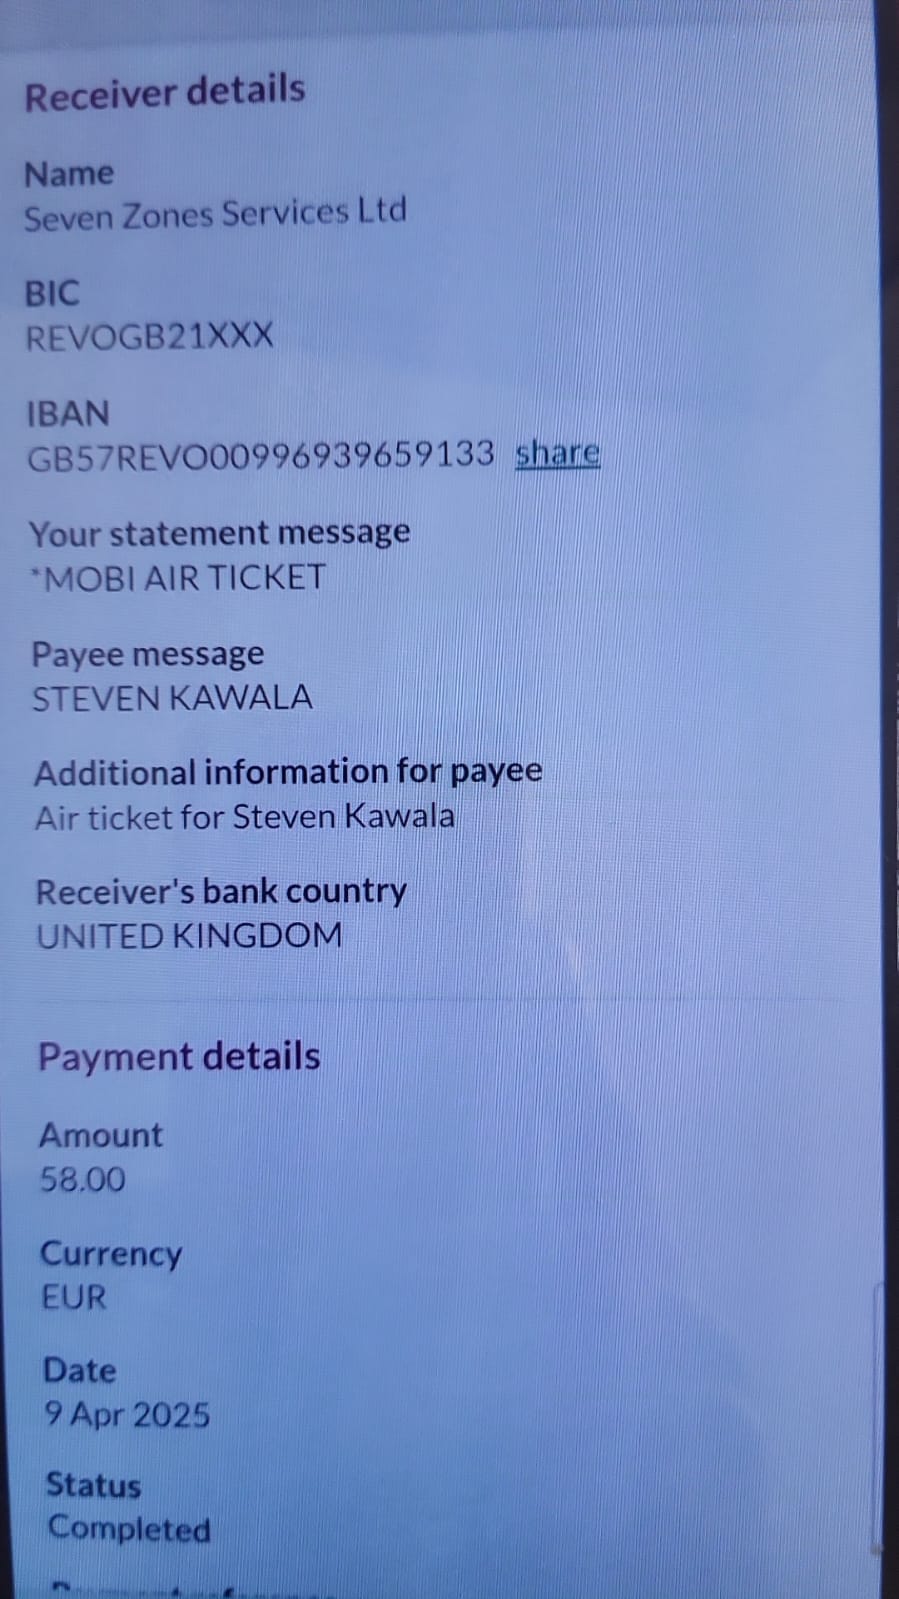 Receiver details
Name
Seven Zones Services Ltd
BIC
REVOGB21XXX
IBAN
GB57REVO00996939659133 share
Your statement message
*MOBI AIR TICKET
Payee message
STEVEN KAWALA
Additional information for payee
Air ticket for Steven Kawala
Receiver's bank country
UNITED KINGDOM
Payment details
Amount
58.00
Currency
EUR
Date
9 Apr 2025
Status
Completed